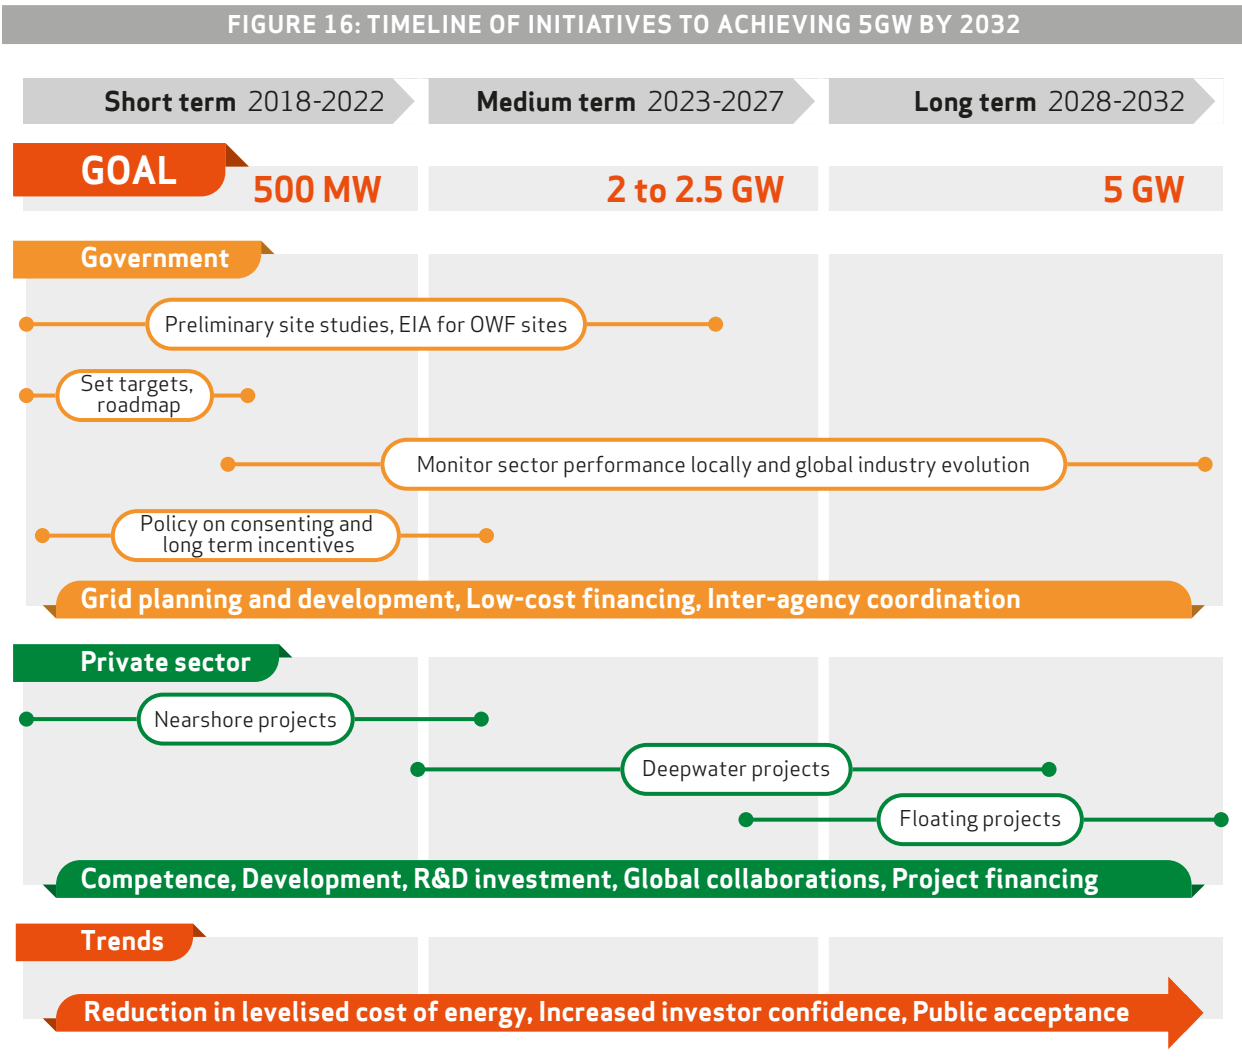 FIGURE 16: TIMELINE OF INITIATIVES TO ACHIEVING 5GW BY 2032
Short term 2018-2022
Medium term 2023-2027
Long term 2028-2032
GOAL
500 MW
2 to 2.5 GW
5 GW
Government
Preliminary site studies, EIA for OWF sites
Set targets,
roadmap
Monitor sector performance locally and global industry evolution
Policy on consenting and
long term incentives
Grid planning and development, Low-cost financing, Inter-agency coordination
Private sector
Nearshore projects
Deepwater projects
Floating projects
Competence, Development, R&D investment, Global collaborations, Project financing
Trends
Reduction in levelised cost of energy, Increased investor confidence, Public acceptance